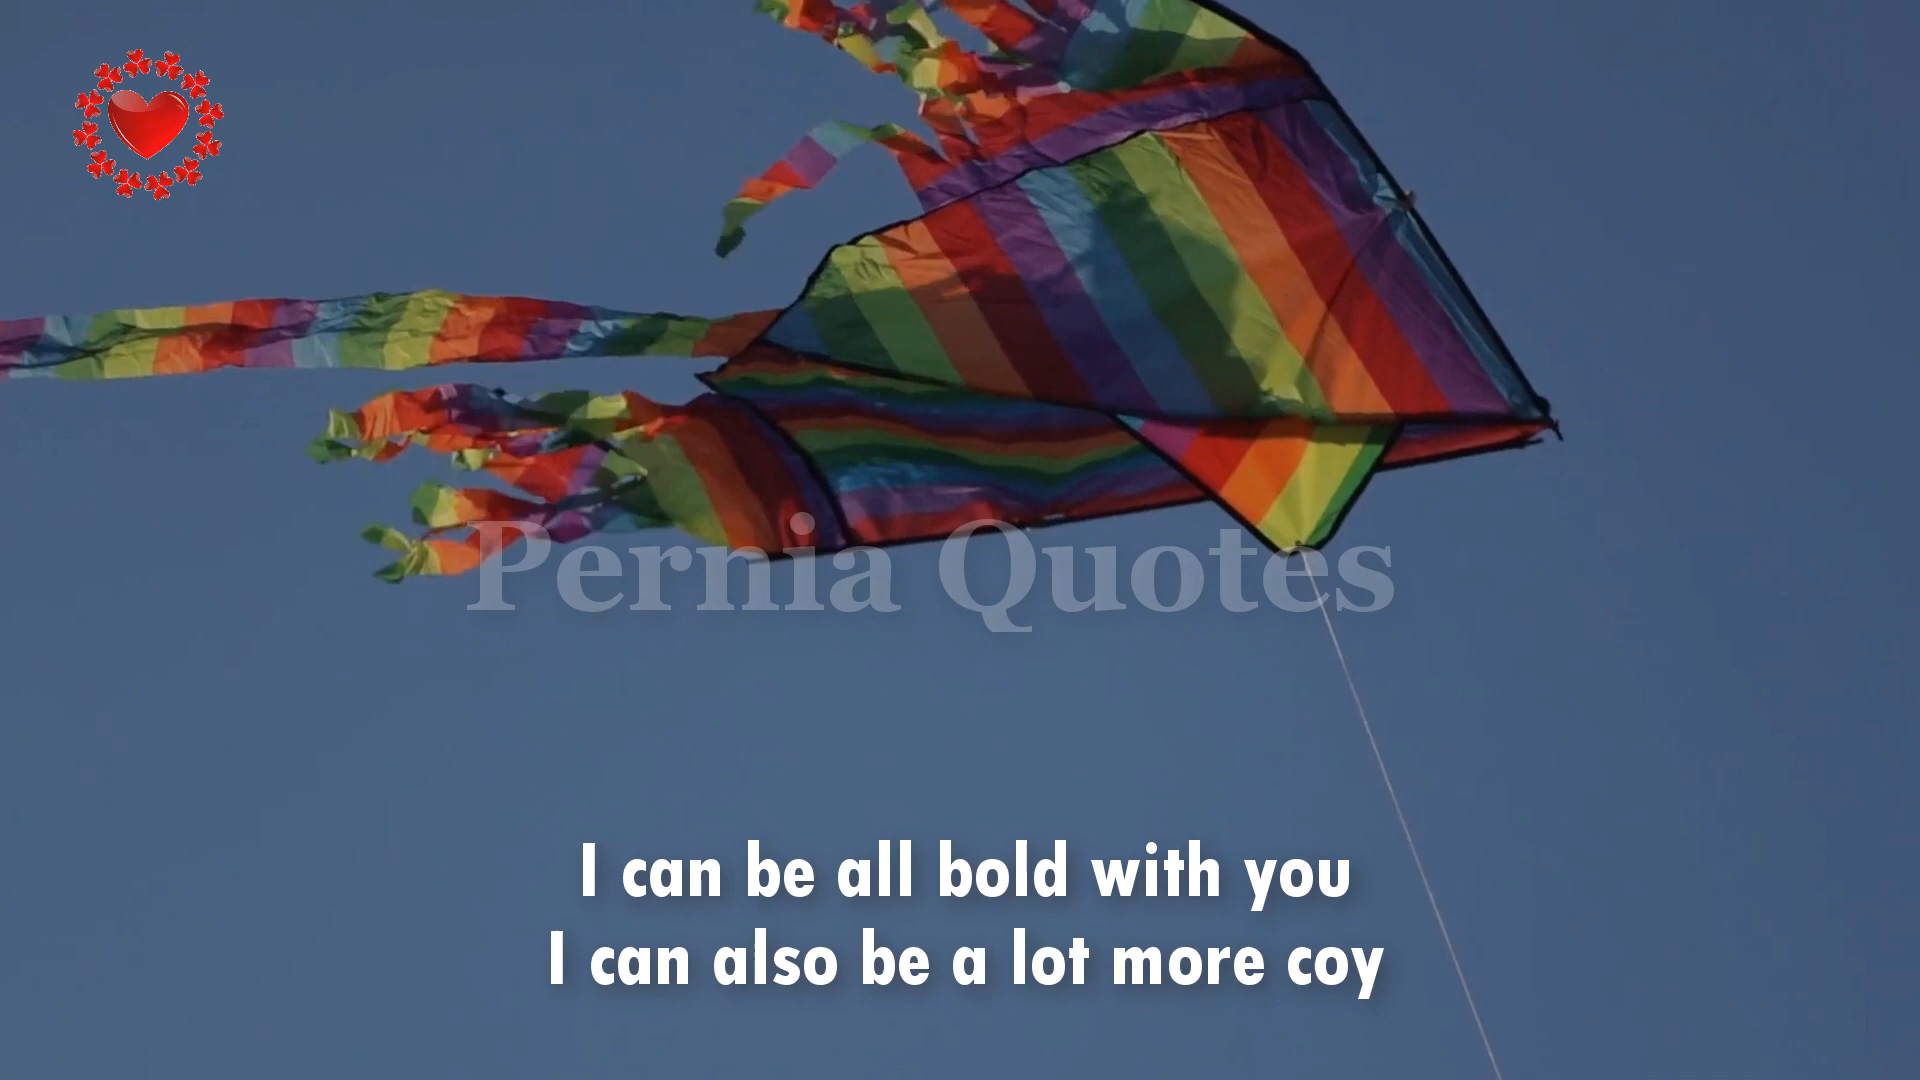 Pernia Quotes
I can be all bold with you
I can also be a lot more coy